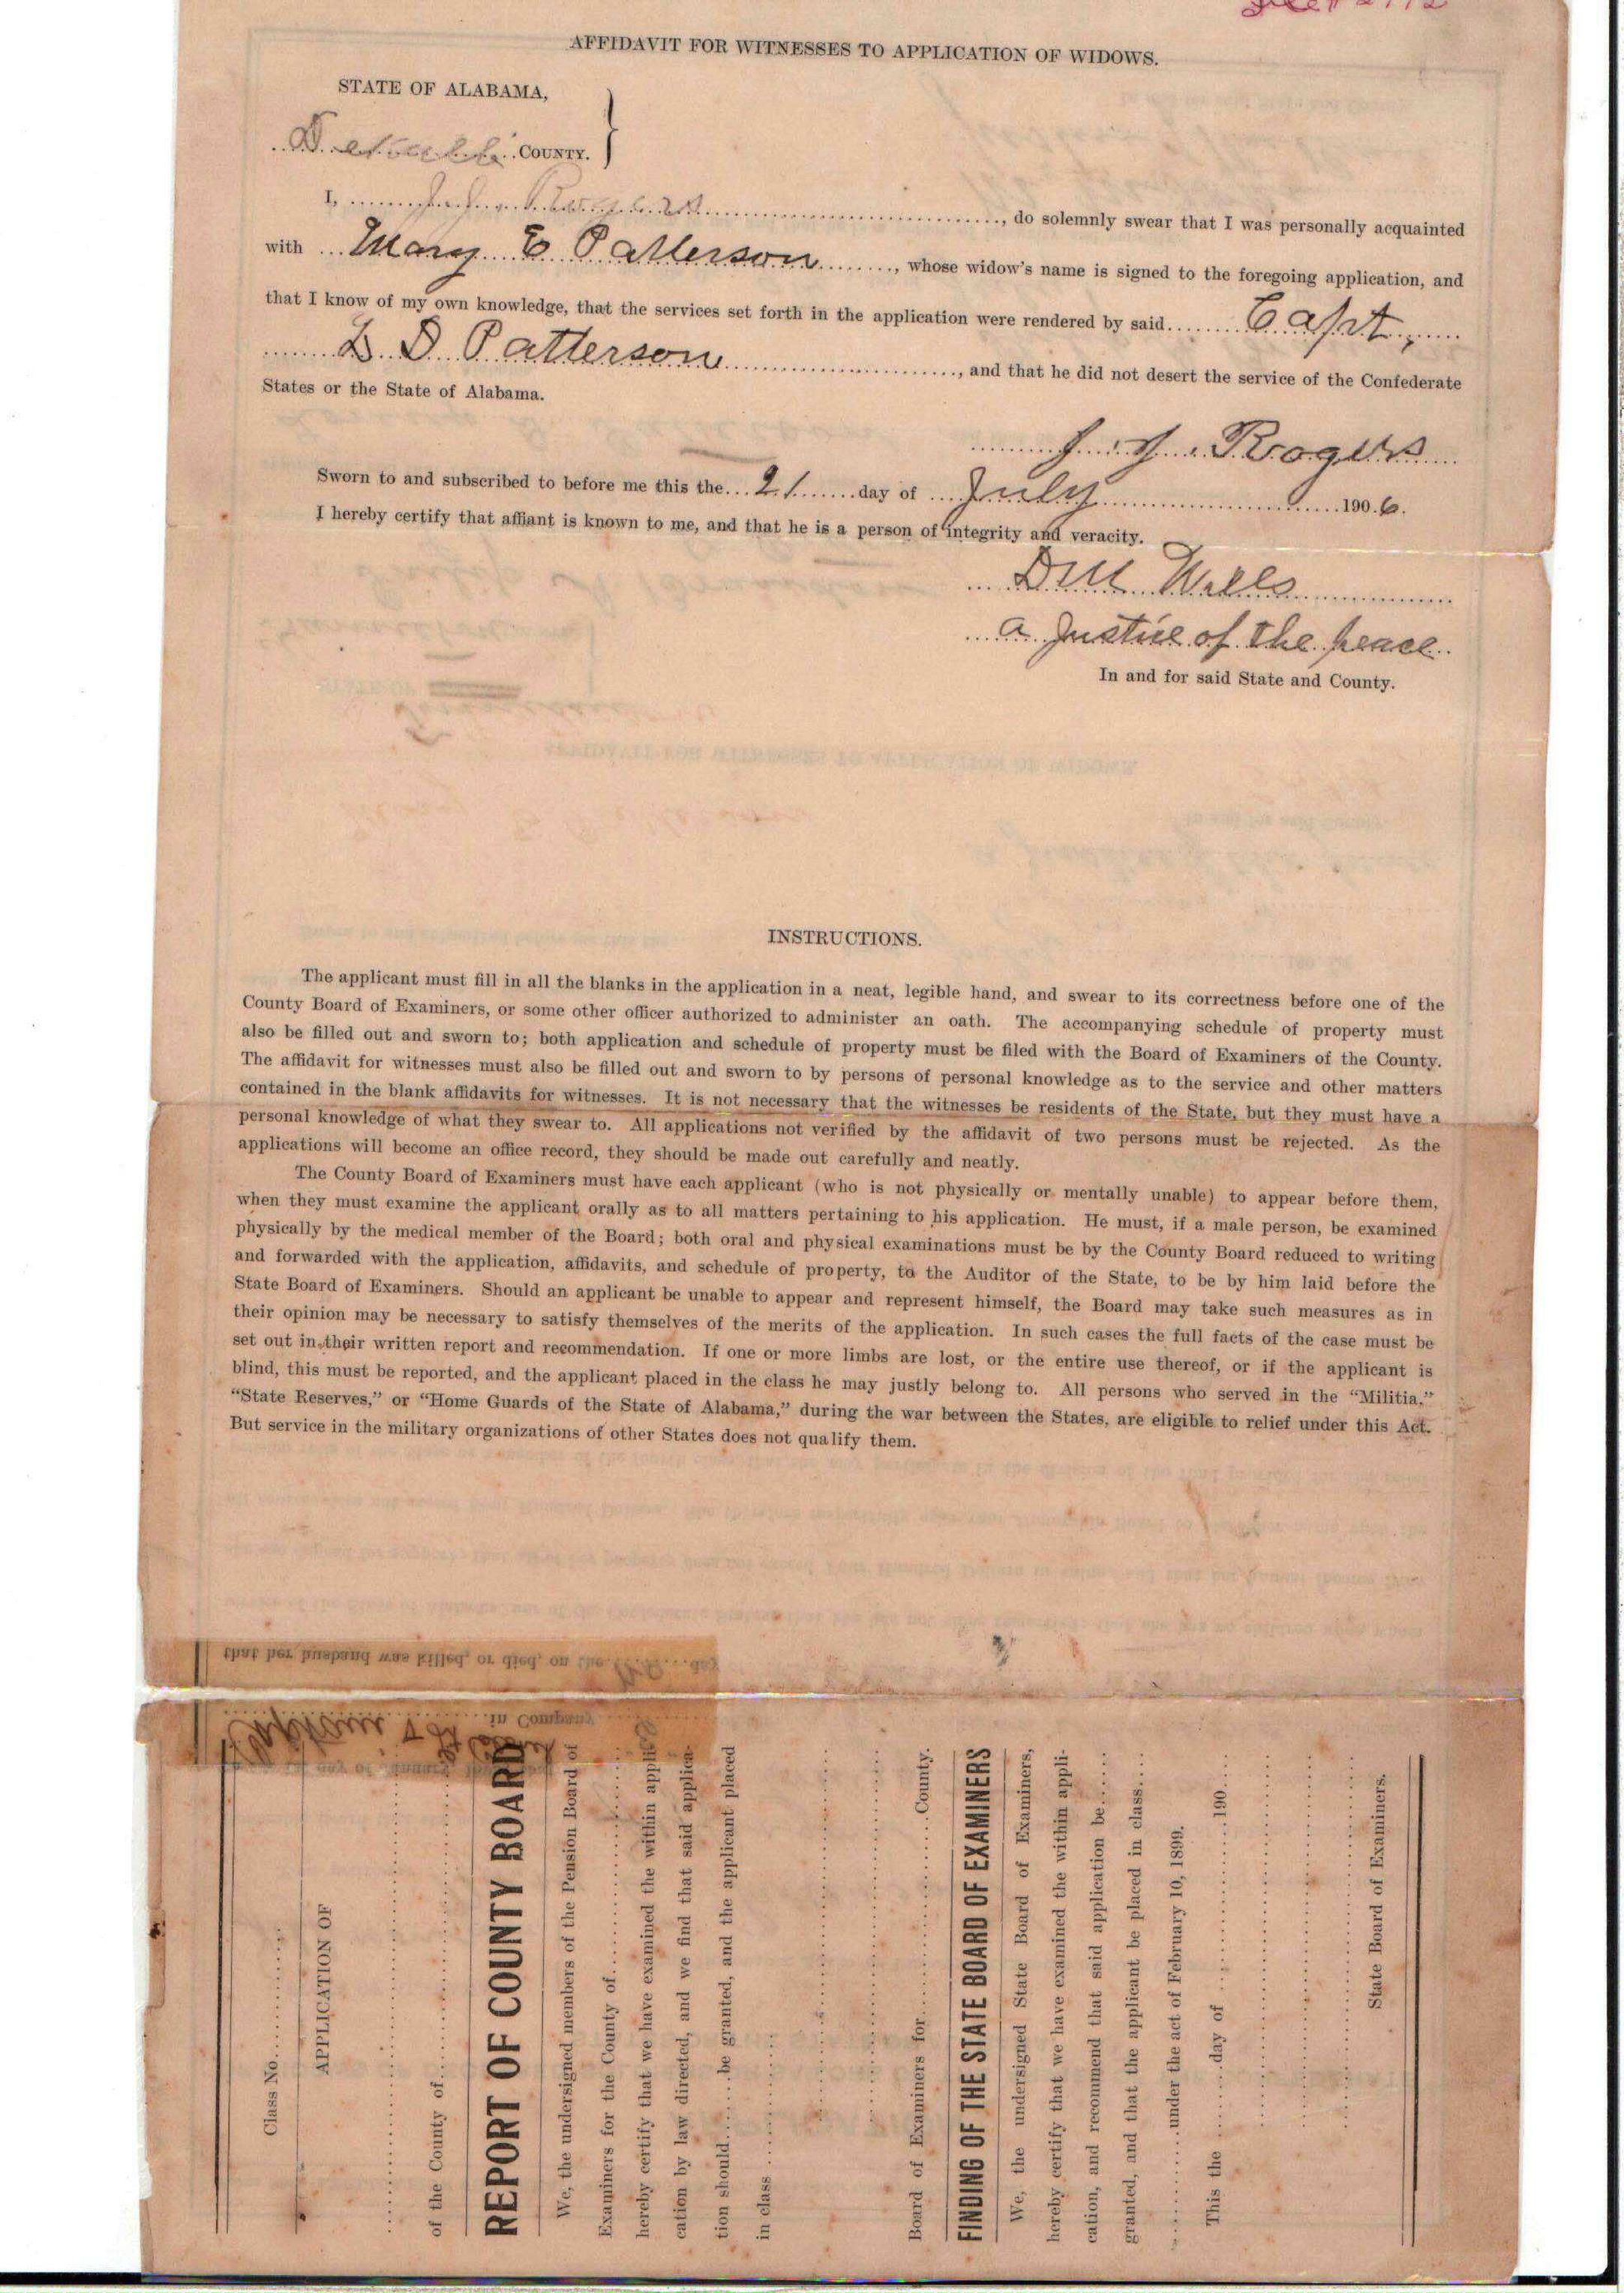 AFFIDAVIT FOR WITNESSES TO APPLICATION OF WIDOWS.
STATE OF ALABAMA,
Dekalb COUNTY.
I, J. J. Rogers, do solemnly swear that I was personally acquainted
with Mary E Patterson, whose widow's name is signed to the foregoing application, and
that I know of my own knowledge, that the services set forth in the application were rendered by said Capt,
L D Patterson, and that he did not desert the service of the Confederate
States or the State of Alabama.
J. J. Rogers
Sworn to and subscribed to before me this the 21 day of July 1906.
I hereby certify that affiant is known to me, and that he is a person of integrity and veracity.
DM Wills
a Justice of the peace
In and for said State and County.
INSTRUCTIONS.
The applicant must fill in all the blanks in the application in a neat, legible hand, and swear to its correctness before one of the
County Board of Examiners, or some other officer authorized to administer an oath. The accompanying schedule of property must
also be filled out and sworn to; both application and schedule of property must be filed with the Board of Examiners of the County.
The affidavit for witnesses must also be filled out and sworn to by persons of personal knowledge as to the service and other matters
contained in the blank affidavits for witnesses. It is not necessary that the witnesses be residents of the State, but they must have a
personal knowledge of what they swear to. All applications not verified by the affidavit of two persons must be rejected. As the
applications will become an office record, they should be made out carefully and neatly.
The County Board of Examiners must have each applicant (who is not physically or mentally unable) to appear before them,
when they must examine the applicant orally as to all matters pertaining to his application. He must, if a male person, be examined
physically by the medical member of the Board; both oral and physical examinations must be by the County Board reduced to writing
and forwarded with the application, affidavits, and schedule of property, to the Auditor of the State, to be by him laid before the
State Board of Examiners. Should an applicant be unable to appear and represent himself, the Board may take such measures as in
their opinion may be necessary to satisfy themselves of the merits of the application. In such cases the full facts of the case must be
set out in their written report and recommendation. If one or more limbs are lost, or the entire use thereof, or if the applicant is
blind, this must be reported, and the applicant placed in the class he may justly belong to. All persons who served in the “Militia,”
“State Reserves,” or “Home Guards of the State of Alabama,” during the war between the States, are eligible to relief under this Act.
But service in the military organizations of other States does not qualify them.
that her husband was killed, or died, on the day
in Company
Class No.
APPLICATION OF
of the County of
REPORT OF COUNTY BOARD
We, the undersigned members of the Pension Board of
Examiners for the County of
hereby certify that we have examined the within appli-
cation by law directed, and we find that said applica-
tion should be granted, and the applicant placed
in class
Board of Examiners for County.
FINDING OF THE STATE BOARD OF EXAMINERS
We, the undersigned State Board of Examiners,
hereby certify that we have examined the within appli-
cation, and recommend that said application be
granted, and that the applicant be placed in class
under the act of February 10, 1899.
This the day of 190
State Board of Examiners.